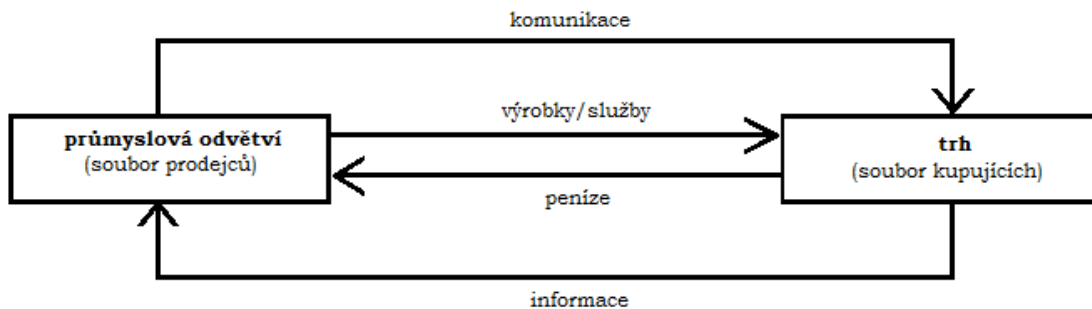 komunikace
výrobky/služby
průmyslová odvětví
(soubor prodejců)
trh
(soubor kupujících)
peníze
informace